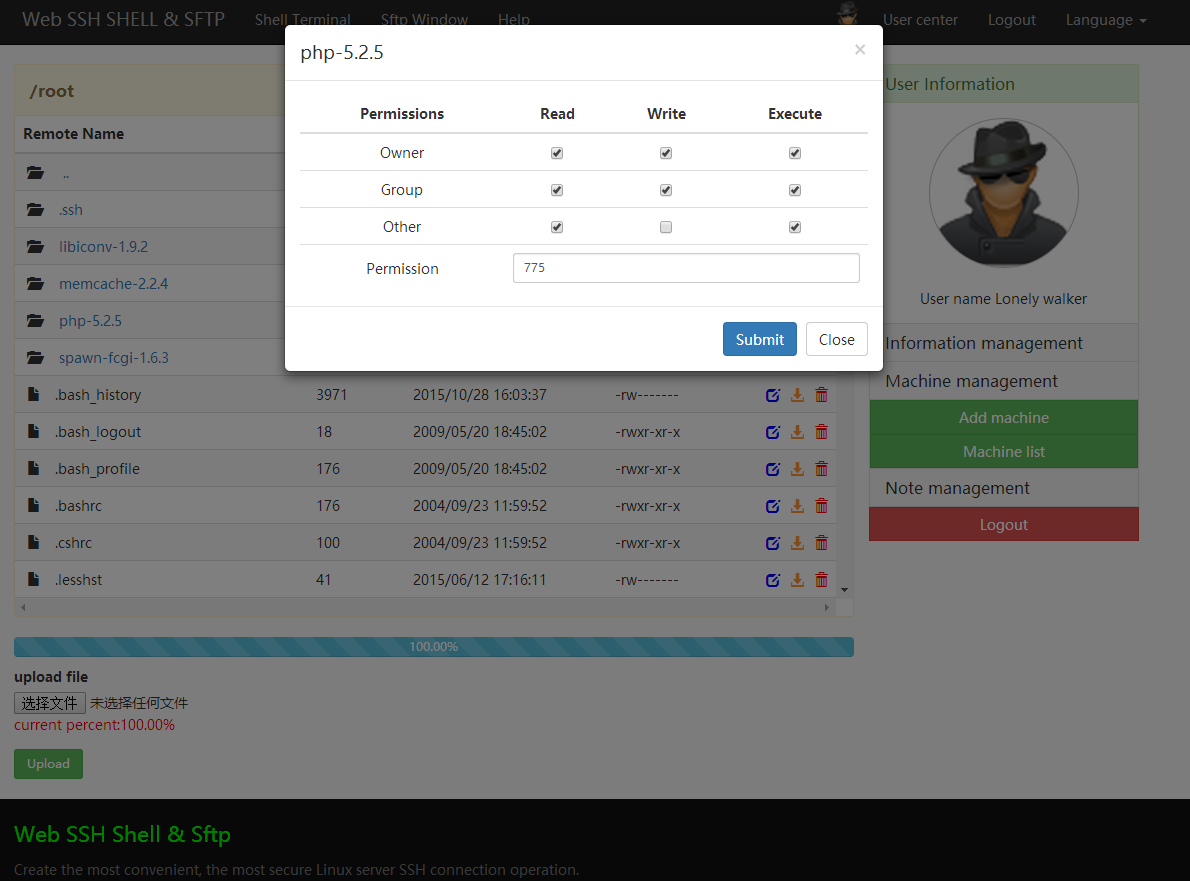 Web SSH SHELL & SFTP Shell Terminal Sftp Window Help User center Logout Language
php-5.2.5 ×
Permissions Read Write Execute
Owner
Group
Other
Permission 775
Submit Close
/root
Remote Name
..
.ssh
libiconv-1.9.2
memcache-2.2.4
php-5.2.5
spawn-fcgi-1.6.3
.bash_history 3971 2015/10/28 16:03:37 -rw-------
.bash_logout 18 2009/05/20 18:45:02 -rwxr-xr-x
.bash_profile 176 2009/05/20 18:45:02 -rwxr-xr-x
.bashrc 176 2004/09/23 11:59:52 -rwxr-xr-x
.cshrc 100 2004/09/23 11:59:52 -rwxr-xr-x
.lesshst 41 2015/06/12 17:16:11 -rw-------
100.00%
upload file
选择文件 未选择任何文件
current percent:100.00%
Upload
User Information
User name Lonely walker
Information management
Machine management
Add machine
Machine list
Note management
Logout
Web SSH Shell & Sftp
Create the most convenient, the most secure Linux server SSH connection operation.